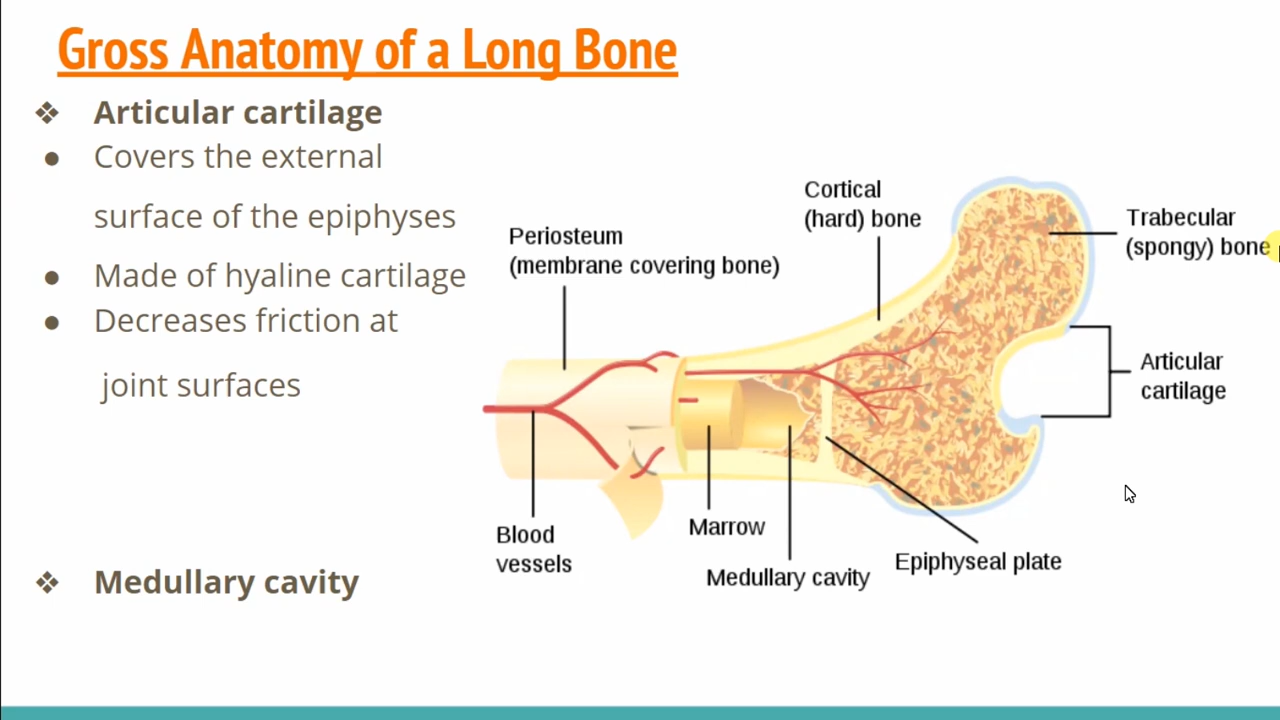 Gross Anatomy of a Long Bone
❖ Articular cartilage
● Covers the external
surface of the epiphyses
● Made of hyaline cartilage
● Decreases friction at
joint surfaces
❖ Medullary cavity
Periosteum
(membrane covering bone)
Cortical
(hard) bone
Trabecular
(spongy) bone
Articular
cartilage
Blood
vessels
Marrow
Medullary cavity
Epiphyseal plate